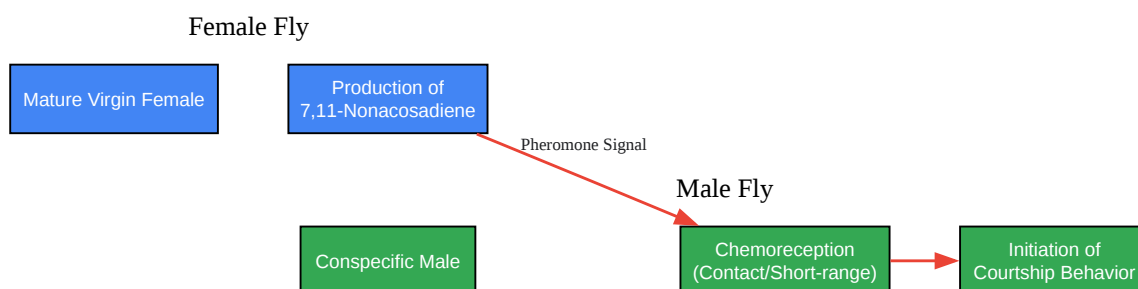 Female Fly
Mature Virgin Female
Production of
7,11-Nonacosadiene
Pheromone Signal
Male Fly
Conspecific Male
Chemoreception
(Contact/Short-range)
Initiation of
Courtship Behavior